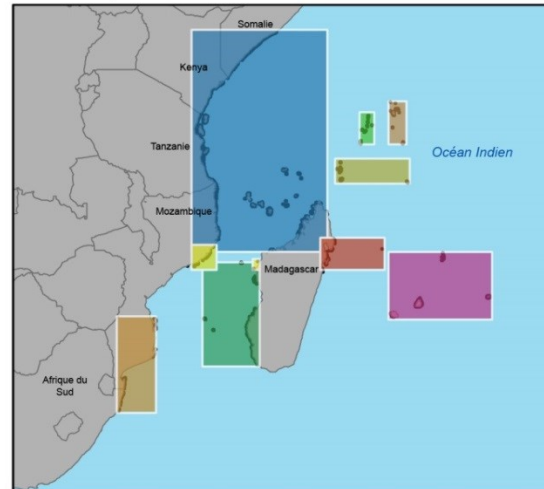 Somalie
Kenya
Tanzanie
Océan Indien
Mozambique
Madagascar
Afrique du
Sud